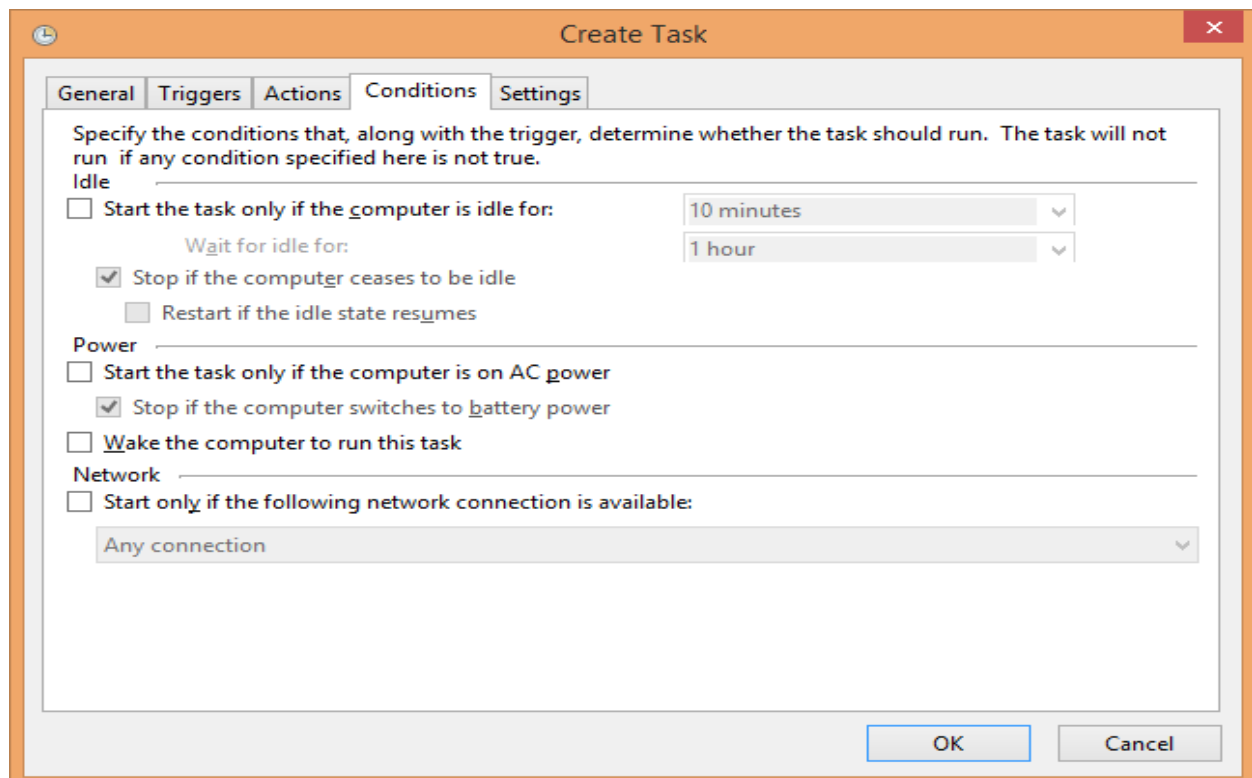 Create Task
General Triggers Actions Conditions Settings
Specify the conditions that, along with the trigger, determine whether the task should run.  The task will not
run  if any condition specified here is not true.
Idle
Start the task only if the computer is idle for: 10 minutes
Wait for idle for: 1 hour
Stop if the computer ceases to be idle
Restart if the idle state resumes
Power
Start the task only if the computer is on AC power
Stop if the computer switches to battery power
Wake the computer to run this task
Network
Start only if the following network connection is available:
Any connection
OK Cancel